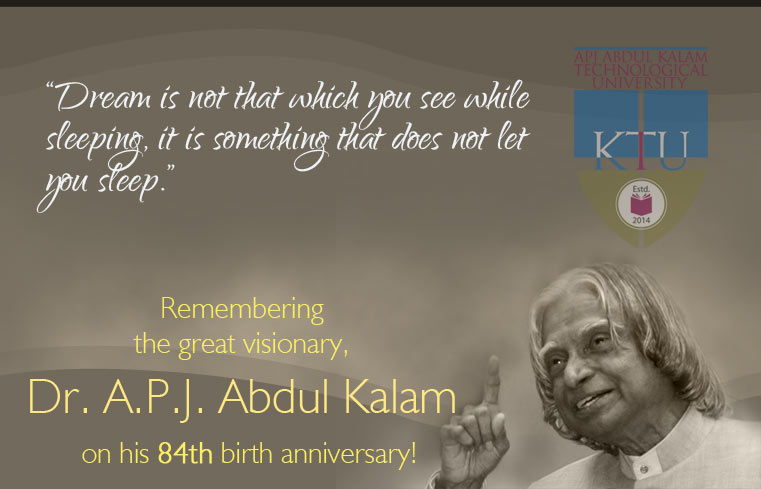 “Dream is not that which you see while
sleeping, it is something that does not let
you sleep.”
APJ ABDUL KALAM
TECHNOLOGICAL
UNIVERSITY
KTU
Estd.
2014
Remembering
the great visionary,
Dr. A.P.J. Abdul Kalam
on his 84th birth anniversary!